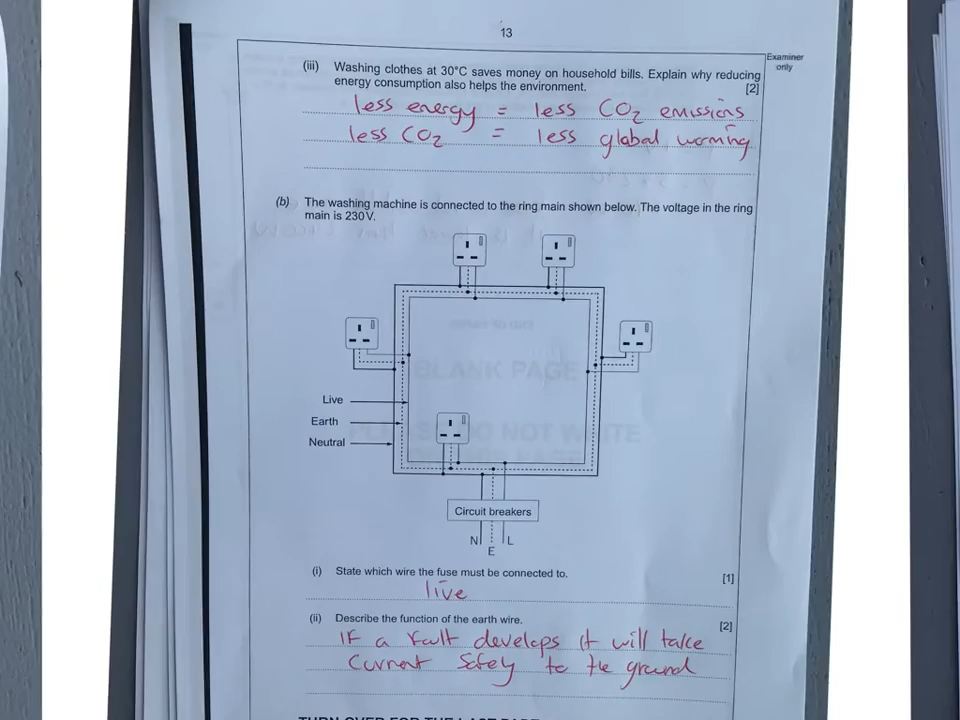 13
Examiner
only
(iii) Washing clothes at 30°C saves money on household bills. Explain why reducing
energy consumption also helps the environment. [2]
less energy = less CO2 emissions
less CO2 = less global worming
(b) The washing machine is connected to the ring main shown below. The voltage in the ring
main is 230V.
BLANK PAGE
Live
Earth
Neutral
Circuit breakers
N
E
L
(i) State which wire the fuse must be connected to. [1]
live
(ii) Describe the function of the earth wire. [2]
If a fault develops it will take
current safely to the ground